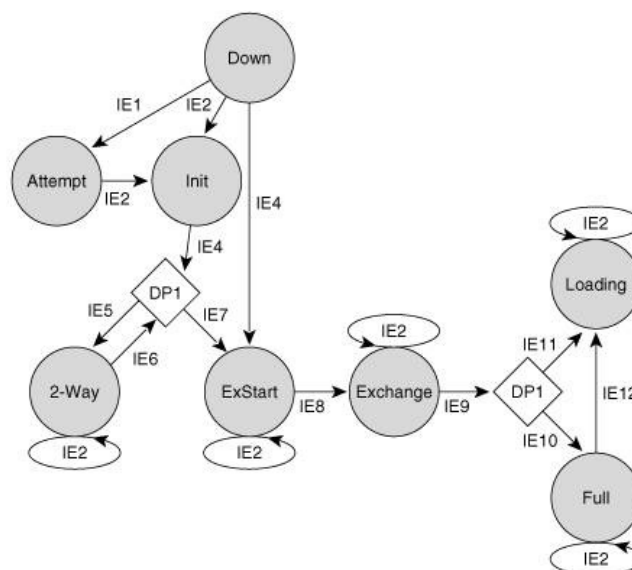 Down
IE1
IE2
Attempt
IE2
Init
IE4
IE4
DP1
IE5
IE7
IE6
2-Way
IE2
ExStart
IE2
IE8
IE2
Exchange
IE9
DP1
IE11
IE10
IE2
Loading
IE12
Full
IE2